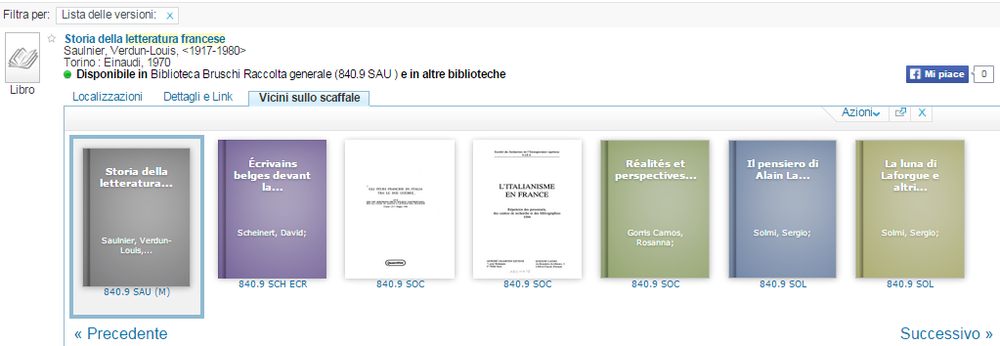 Filtra per: Lista delle versioni: x
Storia della letteratura francese
Saulnier, Verdun-Louis, <1917-1980>
Torino : Einaudi, 1970
Disponibile in Biblioteca Bruschi Raccolta generale (840.9 SAU ) e in altre biblioteche
Libro
Mi piace 0
Localizzazioni Dettagli e Link Vicini sullo scaffale
Azioni X
Storia della
letteratura...
Saulnier, Verdun-
Louis,...
840.9 SAU (M)
Écrivains
belges devant
la...
Scheinert, David;
840.9 SCH ECR
840.9 SOC
L'ITALIANISME
EN FRANCE
840.9 SOC
Réalités et
perspectives...
Gorris Camos,
Rosanna;
840.9 SOC
Il pensiero di
Alain La...
Solmi, Sergio;
840.9 SOL
La luna di
Laforgue e
altri...
Solmi, Sergio;
840.9 SOL
« Precedente
Successivo »